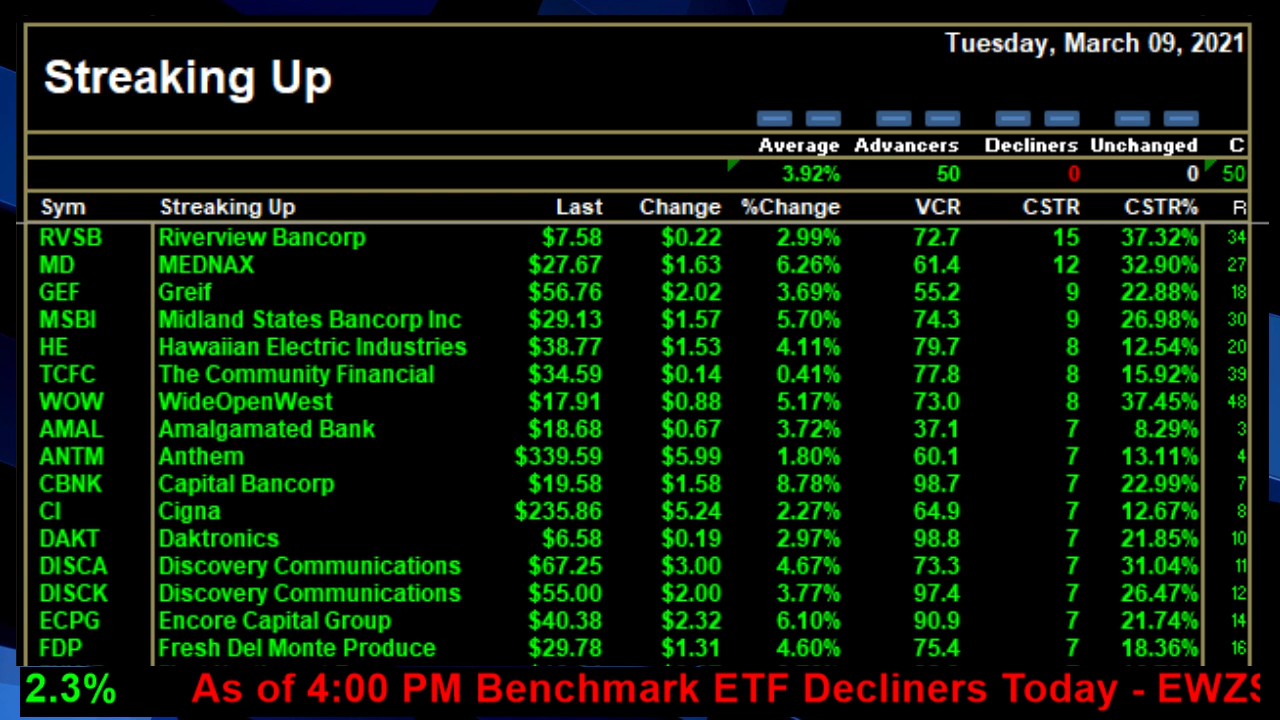 Tuesday, March 09, 2021
Streaking Up
Average Advancers Decliners Unchanged C
3.92% 50 0 0 50
Sym Streaking Up Last Change %Change VCR CSTR CSTR% R
RVSB Riverview Bancorp $7.58 $0.22 2.99% 72.7 15 37.32% 34
MD MEDNAX $27.67 $1.63 6.26% 61.4 12 32.90% 27
GEF Greif $56.76 $2.02 3.69% 55.2 9 22.88% 18
MSBI Midland States Bancorp Inc $29.13 $1.57 5.70% 74.3 9 26.98% 30
HE Hawaiian Electric Industries $38.77 $1.53 4.11% 79.7 8 12.54% 20
TCFC The Community Financial $34.59 $0.14 0.41% 77.8 8 15.92% 39
WOW WideOpenWest $17.91 $0.88 5.17% 73.0 8 37.45% 48
AMAL Amalgamated Bank $18.68 $0.67 3.72% 37.1 7 8.29% 3
ANTM Anthem $339.59 $5.99 1.80% 60.1 7 13.11% 4
CBNK Capital Bancorp $19.58 $1.58 8.78% 98.7 7 22.99% 7
CI Cigna $235.86 $5.24 2.27% 64.9 7 12.67% 8
DAKT Daktronics $6.58 $0.19 2.97% 98.8 7 21.85% 10
DISCA Discovery Communications $67.25 $3.00 4.67% 73.3 7 31.04% 11
DISCK Discovery Communications $55.00 $2.00 3.77% 97.4 7 26.47% 12
ECPG Encore Capital Group $40.38 $2.32 6.10% 90.9 7 21.74% 14
FDP Fresh Del Monte Produce $29.78 $1.31 4.60% 75.4 7 18.36% 16
2.3% As of 4:00 PM Benchmark ETF Decliners Today - EWZS